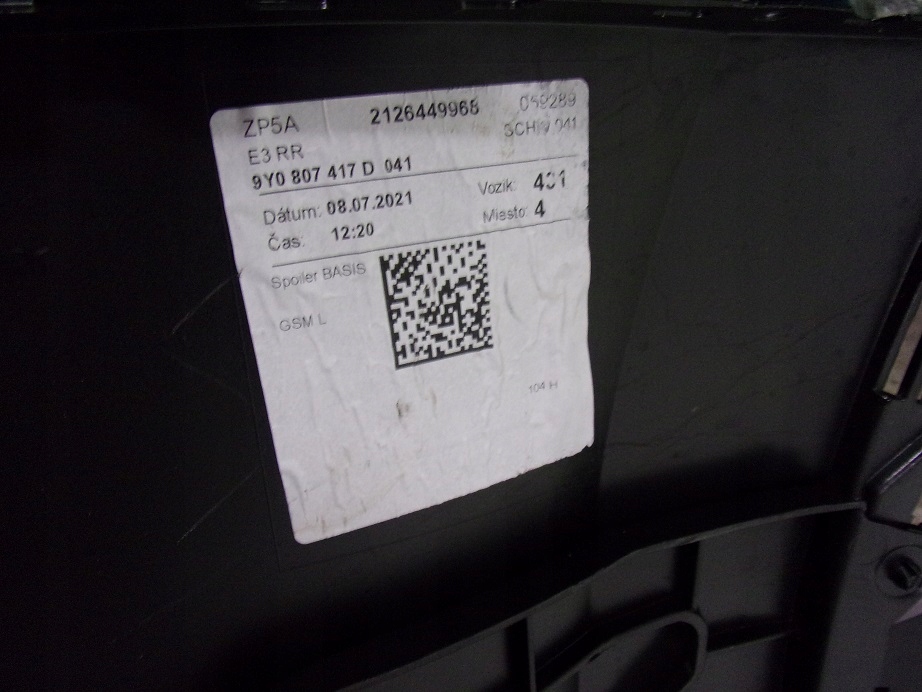 ZP5A 2126449968 059289
E3 RR
9Y0 807 417 D 041
Dátum: 08.07.2021 Vozík:
Čas: 12:20 Miesto: 4
Spoiler BASIS
GSM L
104 H